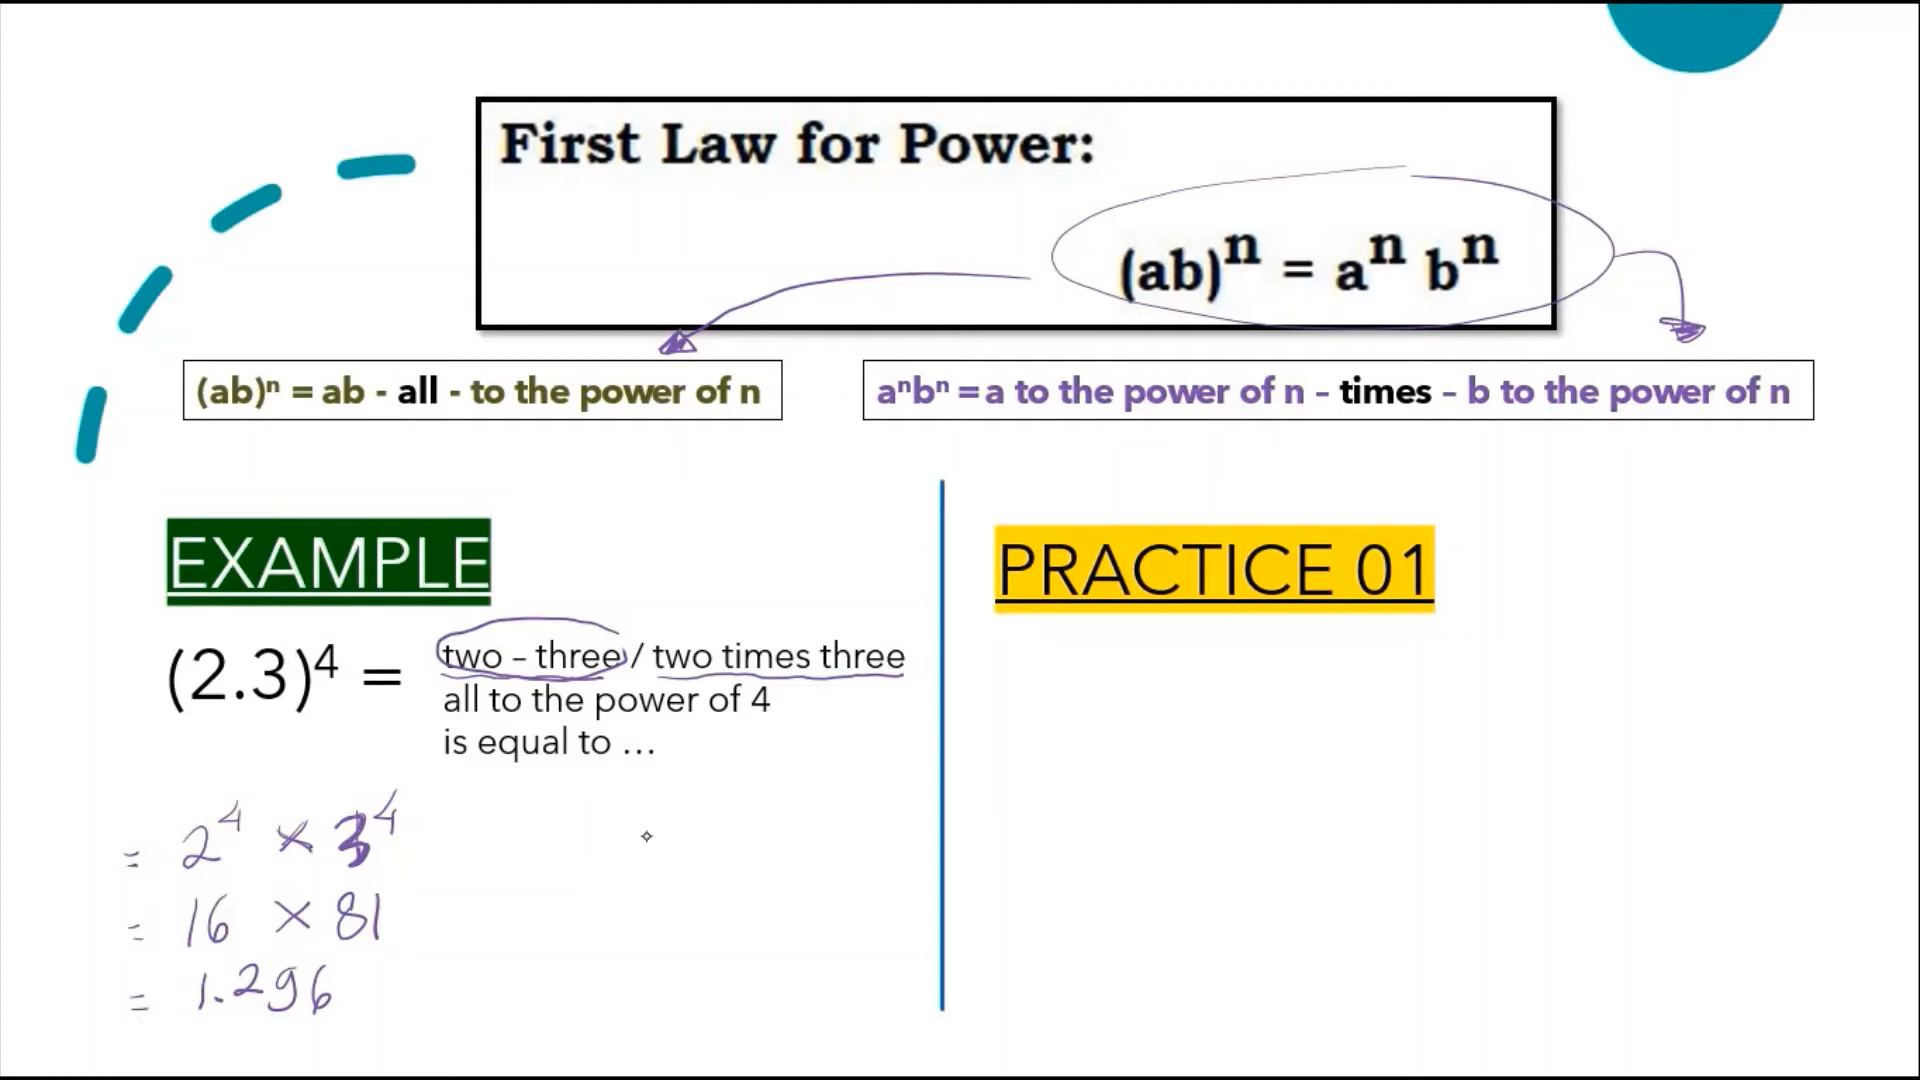 First Law for Power:
(ab)ⁿ = aⁿ bⁿ
(ab)ⁿ = ab - all - to the power of n
aⁿbⁿ = a to the power of n – times – b to the power of n
EXAMPLE
(2.3)⁴ =
two – three / two times three
all to the power of 4
is equal to …
= 2⁴ × 3⁴
= 16 × 81
= 1.296
PRACTICE 01